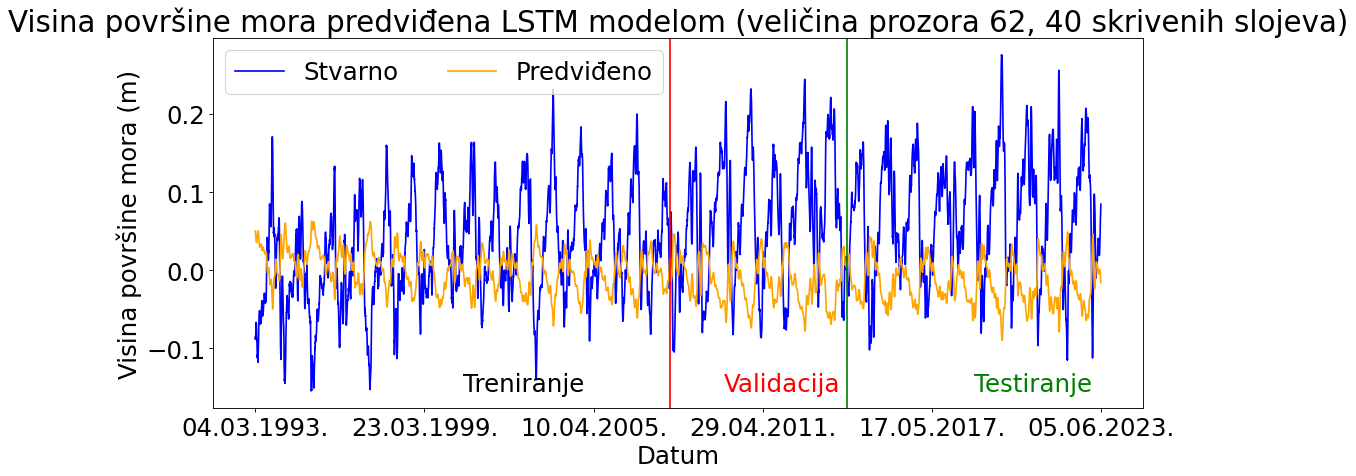 Visina površine mora predviđena LSTM modelom (veličina prozora 62, 40 skrivenih slojeva)
Stvarno
Predviđeno
Visina površine mora (m)
0.2
0.1
0.0
−0.1
Treniranje
Validacija
Testiranje
04.03.1993.
23.03.1999.
10.04.2005.
29.04.2011.
17.05.2017.
05.06.2023.
Datum